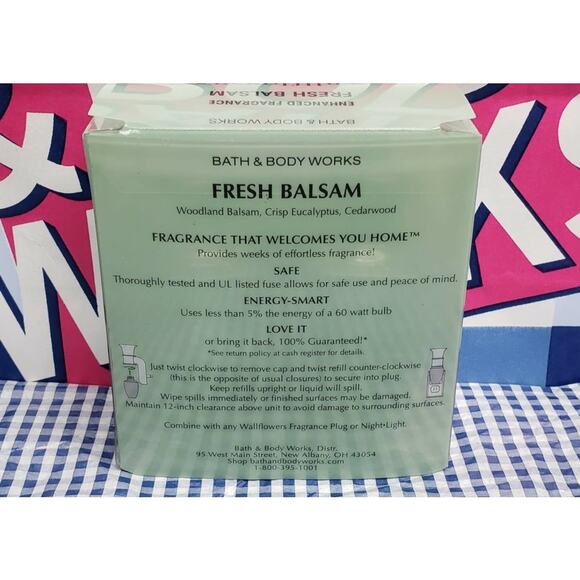 FRESH BALSAM
ENHANCED FRAGRANCE
BATH & BODY WORKS
BATH & BODY WORKS
FRESH BALSAM
Woodland Balsam, Crisp Eucalyptus, Cedarwood
FRAGRANCE THAT WELCOMES YOU HOME™
Provides weeks of effortless fragrance!
SAFE
Thoroughly tested and UL listed fuse allows for safe use and peace of mind.
ENERGY-SMART
Uses less than 5% the energy of a 60 watt bulb
LOVE IT
or bring it back, 100% Guaranteed!*
*See return policy at cash register for details.
Just twist clockwise to remove cap and twist refill counter-clockwise
(this is the opposite of usual closures) to secure into plug.
Keep refills upright or liquid will spill.
Wipe spills immediately or finished surfaces may be damaged.
Maintain 12-inch clearance above unit to avoid damage to surrounding surfaces.
Combine with any Wallflowers Fragrance Plug or Night•Light.
Bath & Body Works, Distr.
95 West Main Street, New Albany, OH 43054
Shop bathandbodyworks.com
1-800-395-1001